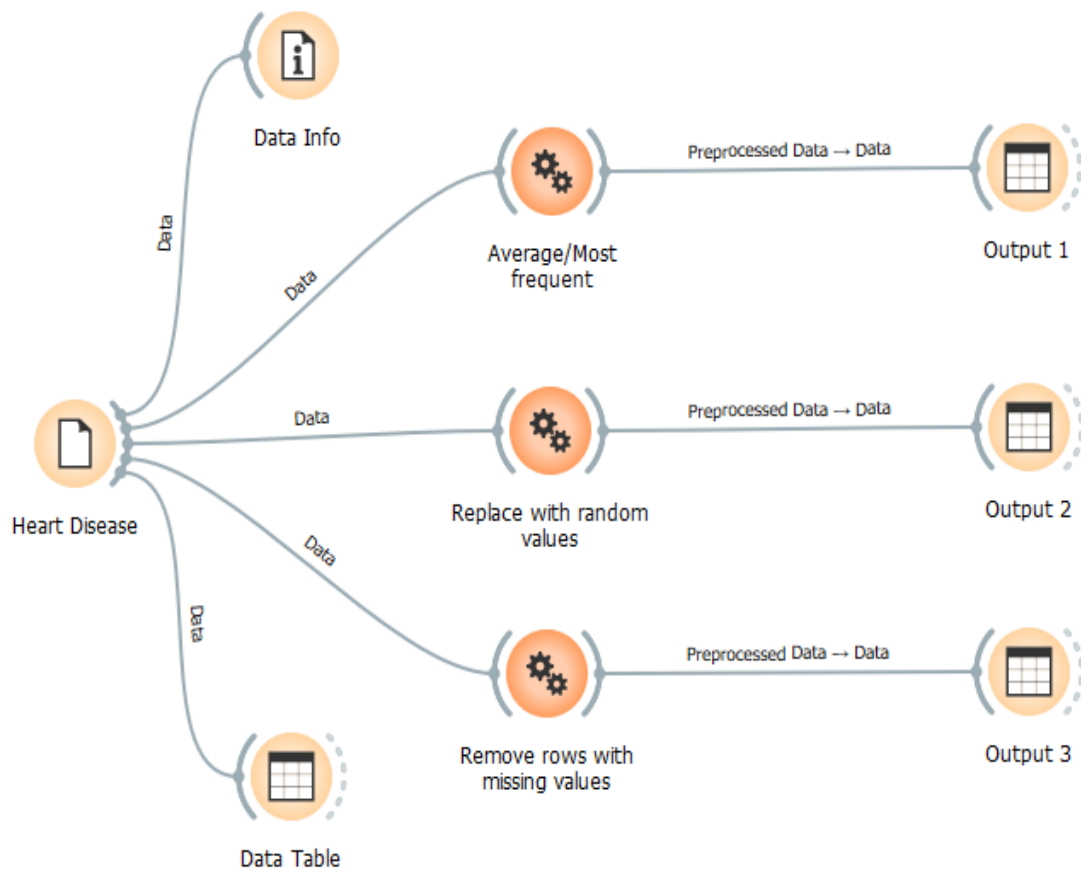 Data Info
Data
Preprocessed Data → Data
Average/Most
frequent
Output 1
Data
Heart Disease
Data
Preprocessed Data → Data
Replace with random
values
Output 2
Data
Preprocessed Data → Data
Remove rows with
missing values
Output 3
Data
Data Table